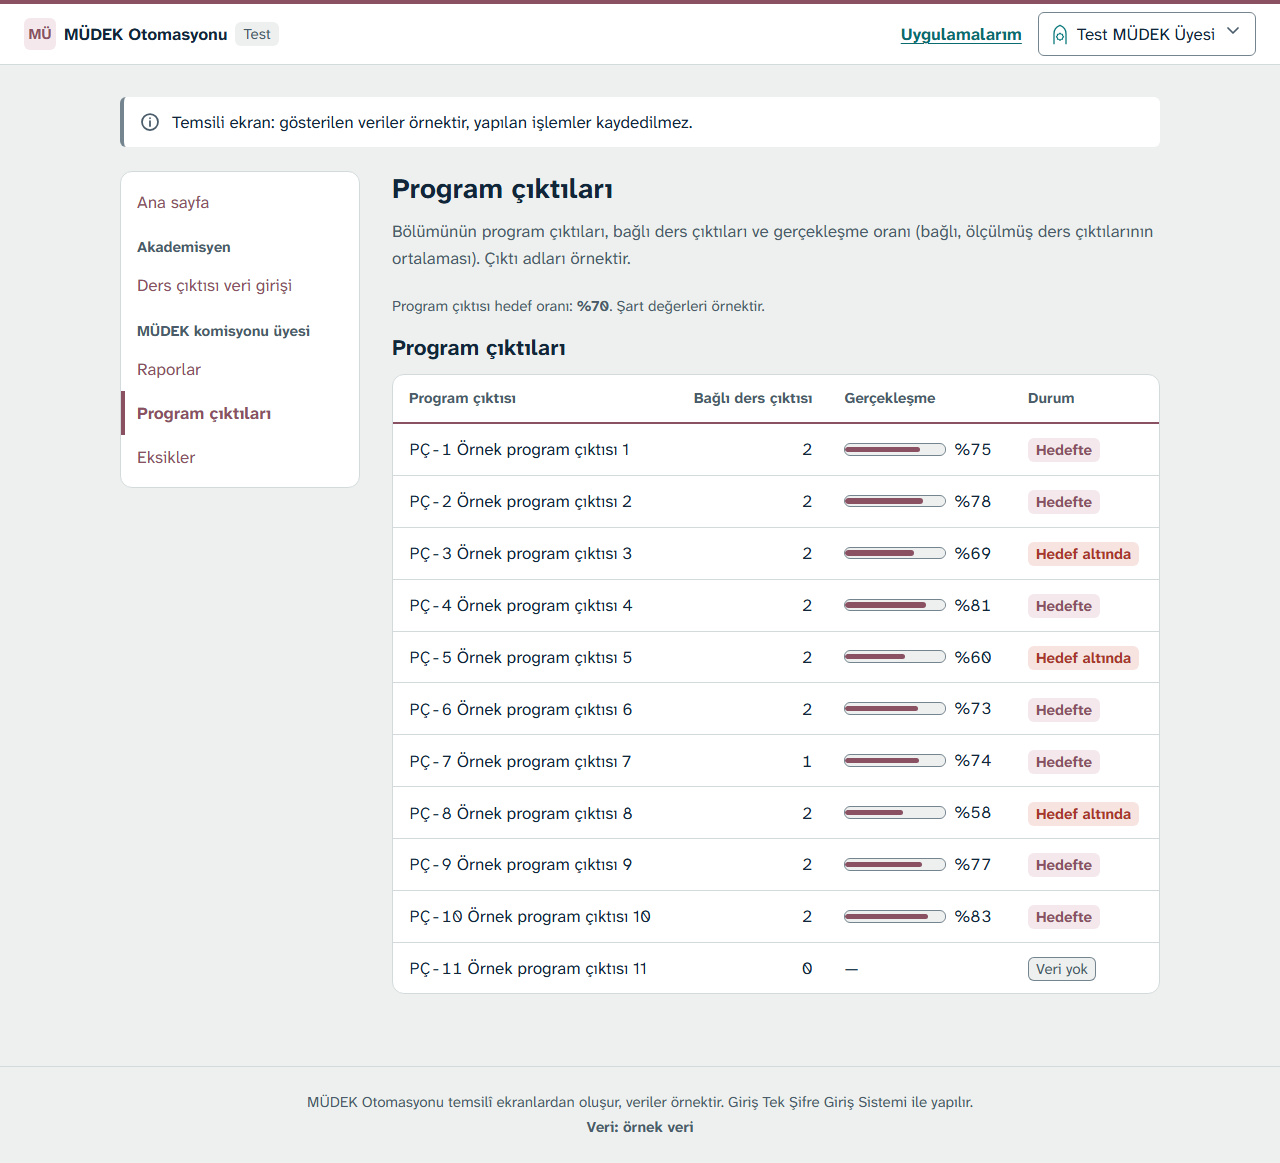 MÜ MÜDEK Otomasyonu Test
Uygulamalarım Test MÜDEK Üyesi
Temsili ekran: gösterilen veriler örnektir, yapılan işlemler kaydedilmez.
Ana sayfa
Akademisyen
Ders çıktısı veri girişi
MÜDEK komisyonu üyesi
Raporlar
Program çıktıları
Eksikler
Program çıktıları
Bölümünün program çıktıları, bağlı ders çıktıları ve gerçekleşme oranı (bağlı, ölçülmüş ders çıktılarının
ortalaması). Çıktı adları örnektir.
Program çıktısı hedef oranı: %70. Şart değerleri örnektir.
Program çıktıları
Program çıktısı Bağlı ders çıktısı Gerçekleşme Durum
PÇ-1 Örnek program çıktısı 1 2 %75 Hedefte
PÇ-2 Örnek program çıktısı 2 2 %78 Hedefte
PÇ-3 Örnek program çıktısı 3 2 %69 Hedef altında
PÇ-4 Örnek program çıktısı 4 2 %81 Hedefte
PÇ-5 Örnek program çıktısı 5 2 %60 Hedef altında
PÇ-6 Örnek program çıktısı 6 2 %73 Hedefte
PÇ-7 Örnek program çıktısı 7 1 %74 Hedefte
PÇ-8 Örnek program çıktısı 8 2 %58 Hedef altında
PÇ-9 Örnek program çıktısı 9 2 %77 Hedefte
PÇ-10 Örnek program çıktısı 10 2 %83 Hedefte
PÇ-11 Örnek program çıktısı 11 0 — Veri yok
MÜDEK Otomasyonu temsilî ekranlardan oluşur, veriler örnektir. Giriş Tek Şifre Giriş Sistemi ile yapılır.
Veri: örnek veri